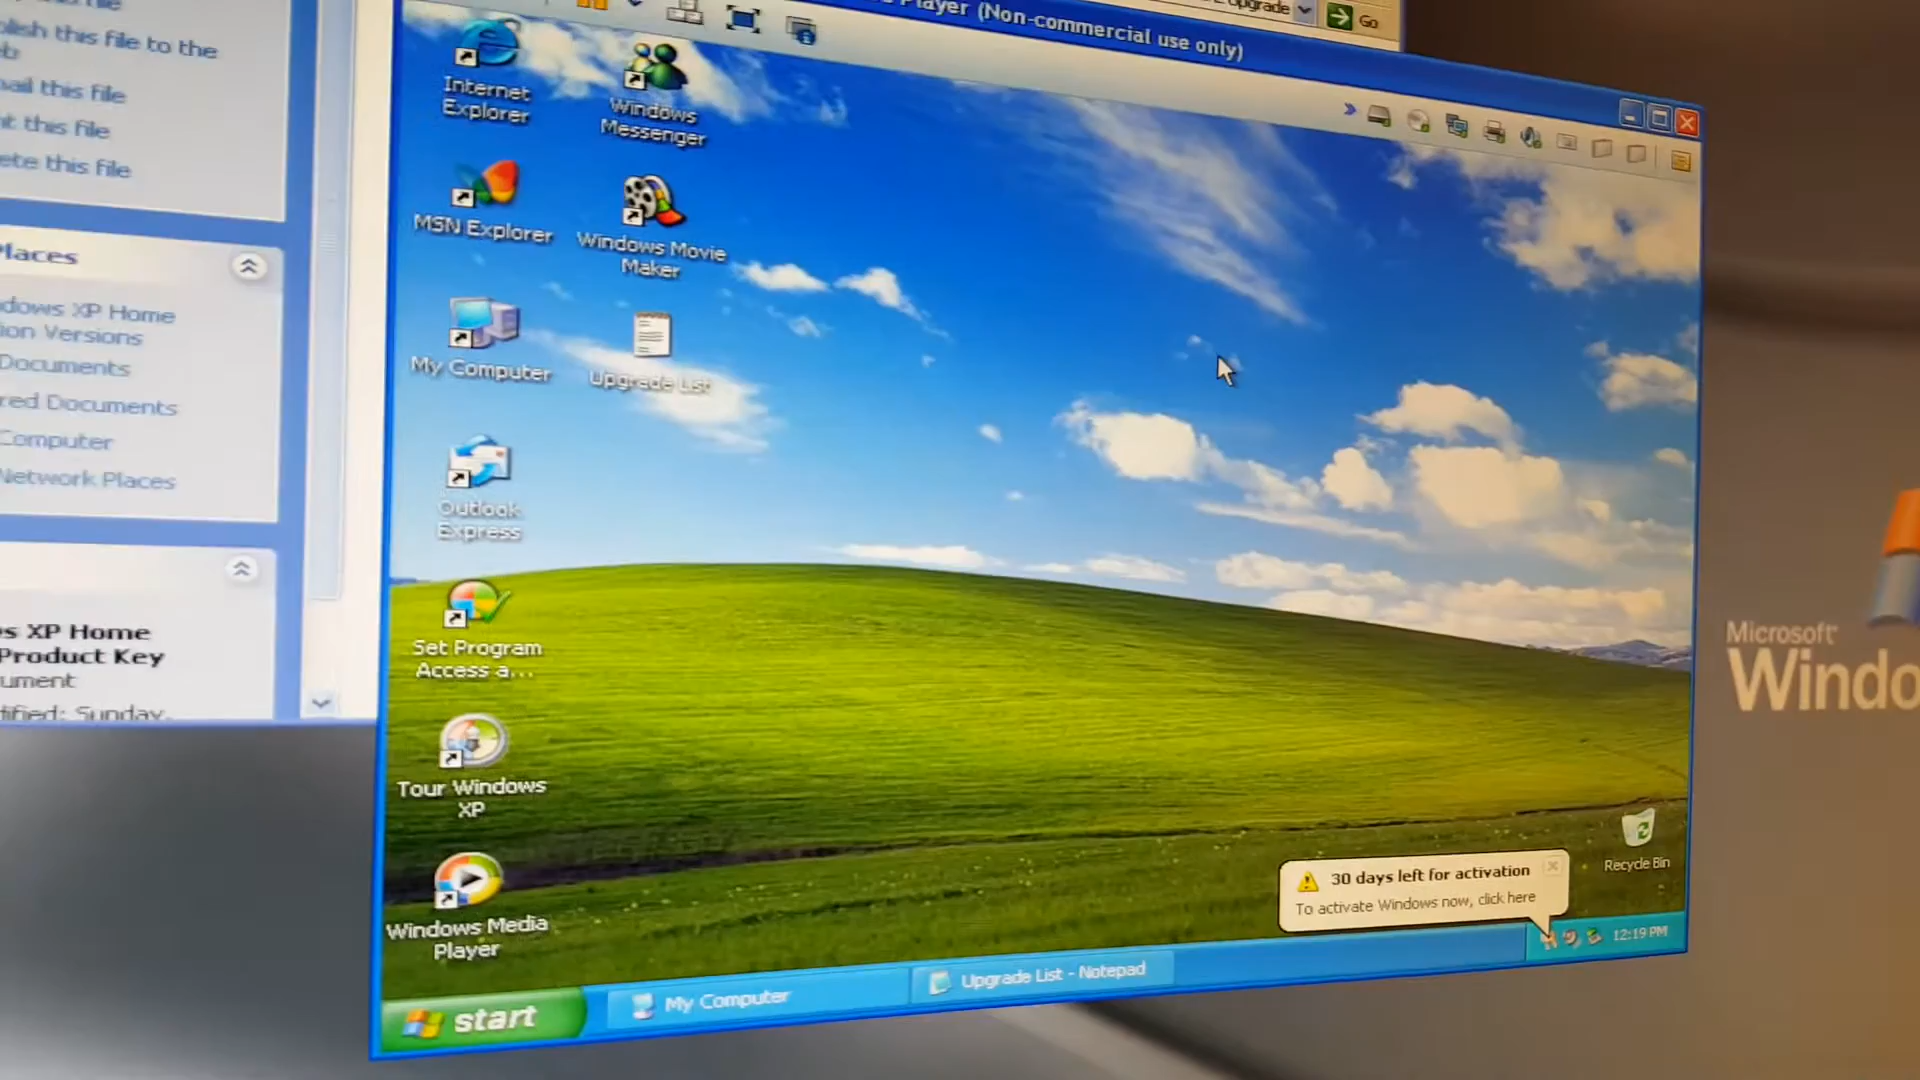 this file
lish this file to the
eb
ail this file
t this file
ete this file
Places
dows XP Home
ion Versions
Documents
red Documents
Computer
Network Places
s XP Home
Product Key
ument
dified: Sunday,
Upgrade
Go
Player (Non-commercial use only)
Internet
Explorer
Windows
Messenger
MSN Explorer
Windows Movie
Maker
My Computer
Upgrade List
Outlook
Express
Set Program
Access a...
Tour Windows
XP
Windows Media
Player
Recycle Bin
30 days left for activation
To activate Windows now, click here
start
My Computer
Upgrade List - Notepad
12:19 PM
Microsoft
Windo